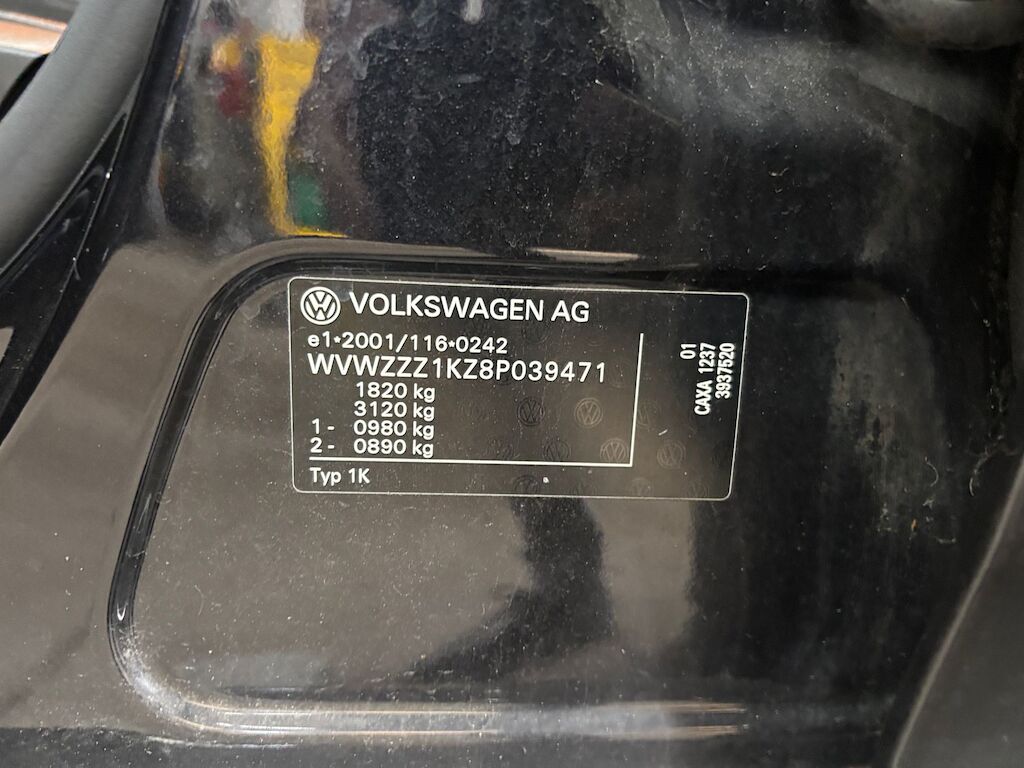 VOLKSWAGEN AG
e1*2001/116*0242
WVWZZZ1KZ8P039471
1820 kg
3120 kg
1 - 0980 kg
2 - 0890 kg
Typ 1K
01
CAXA 1237
3937520